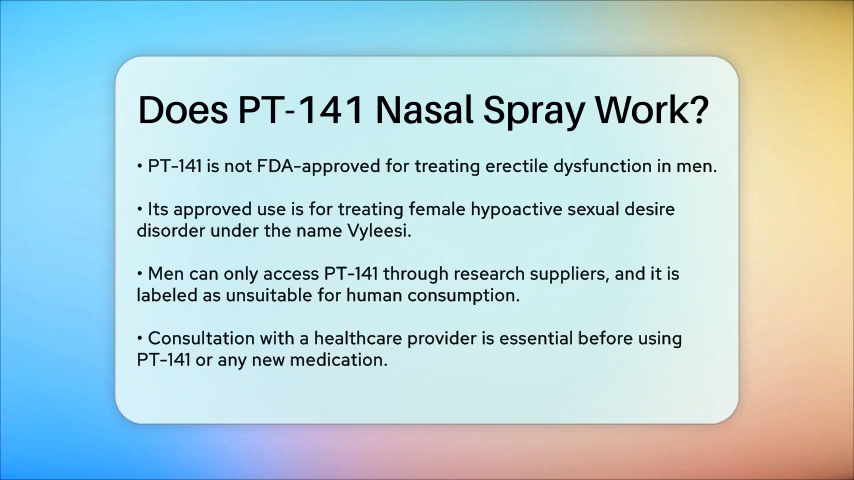 Does PT-141 Nasal Spray Work?
• PT-141 is not FDA-approved for treating erectile dysfunction in men.
• Its approved use is for treating female hypoactive sexual desire
disorder under the name Vyleesi.
• Men can only access PT-141 through research suppliers, and it is
labeled as unsuitable for human consumption.
• Consultation with a healthcare provider is essential before using
PT-141 or any new medication.